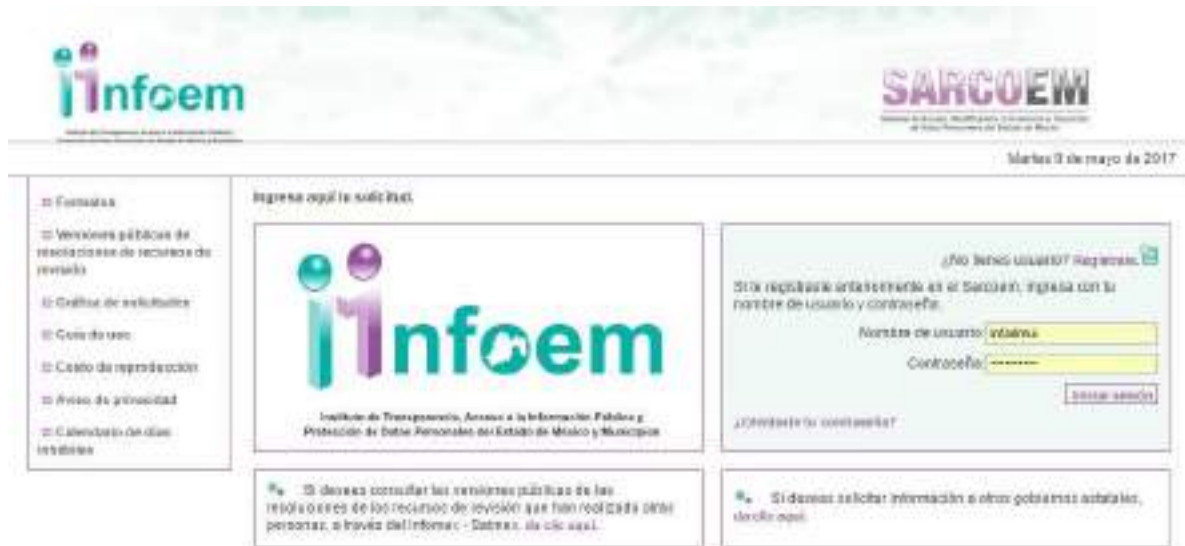 infoem
SARCOEM
Martes 9 de mayo de 2017
Formatos
Versiones públicas de
resoluciones de recursos de
revisión
Gráfica de solicitudes
Guía de uso
Costo de reproducción
Aviso de privacidad
Calendario de días
inhábiles
Ingresa aquí tu solicitud.
infoem
Instituto de Transparencia, Acceso a la Información Pública y
Protección de Datos Personales del Estado de México y Municipios
¿No tienes usuario? Regístrate.
Si te registraste anteriormente en el Sarcoem, ingresa con tu
nombre de usuario y contraseña.
Nombre de usuario:
Contraseña: ---------
Iniciar sesión
¿Olvidaste tu contraseña?
Si deseas consultar las versiones públicas de las
resoluciones de los recursos de revisión que han realizado otras
personas, a través del Infomex - Datmex, da clic aquí.
Si deseas solicitar información a otros gobiernos estatales,
da clic aquí.